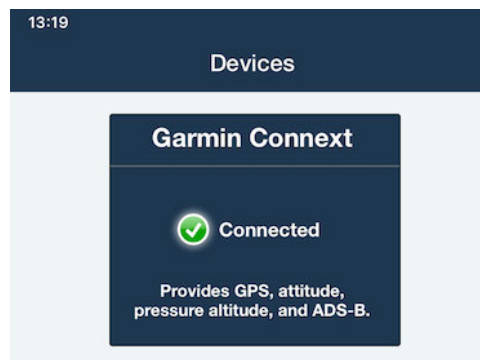 13:19
Devices
Garmin Connext
Connected
Provides GPS, attitude,
pressure altitude, and ADS-B.